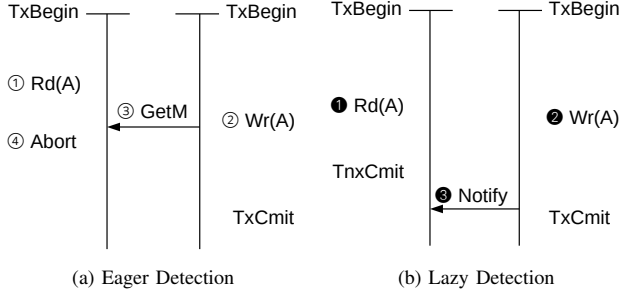 TxBegin TxBegin
① Rd(A)
③ GetM
② Wr(A)
④ Abort
TxCmit
(a) Eager Detection
TxBegin TxBegin
❶ Rd(A)
❷ Wr(A)
TnxCmit
❸ Notify
TxCmit
(b) Lazy Detection